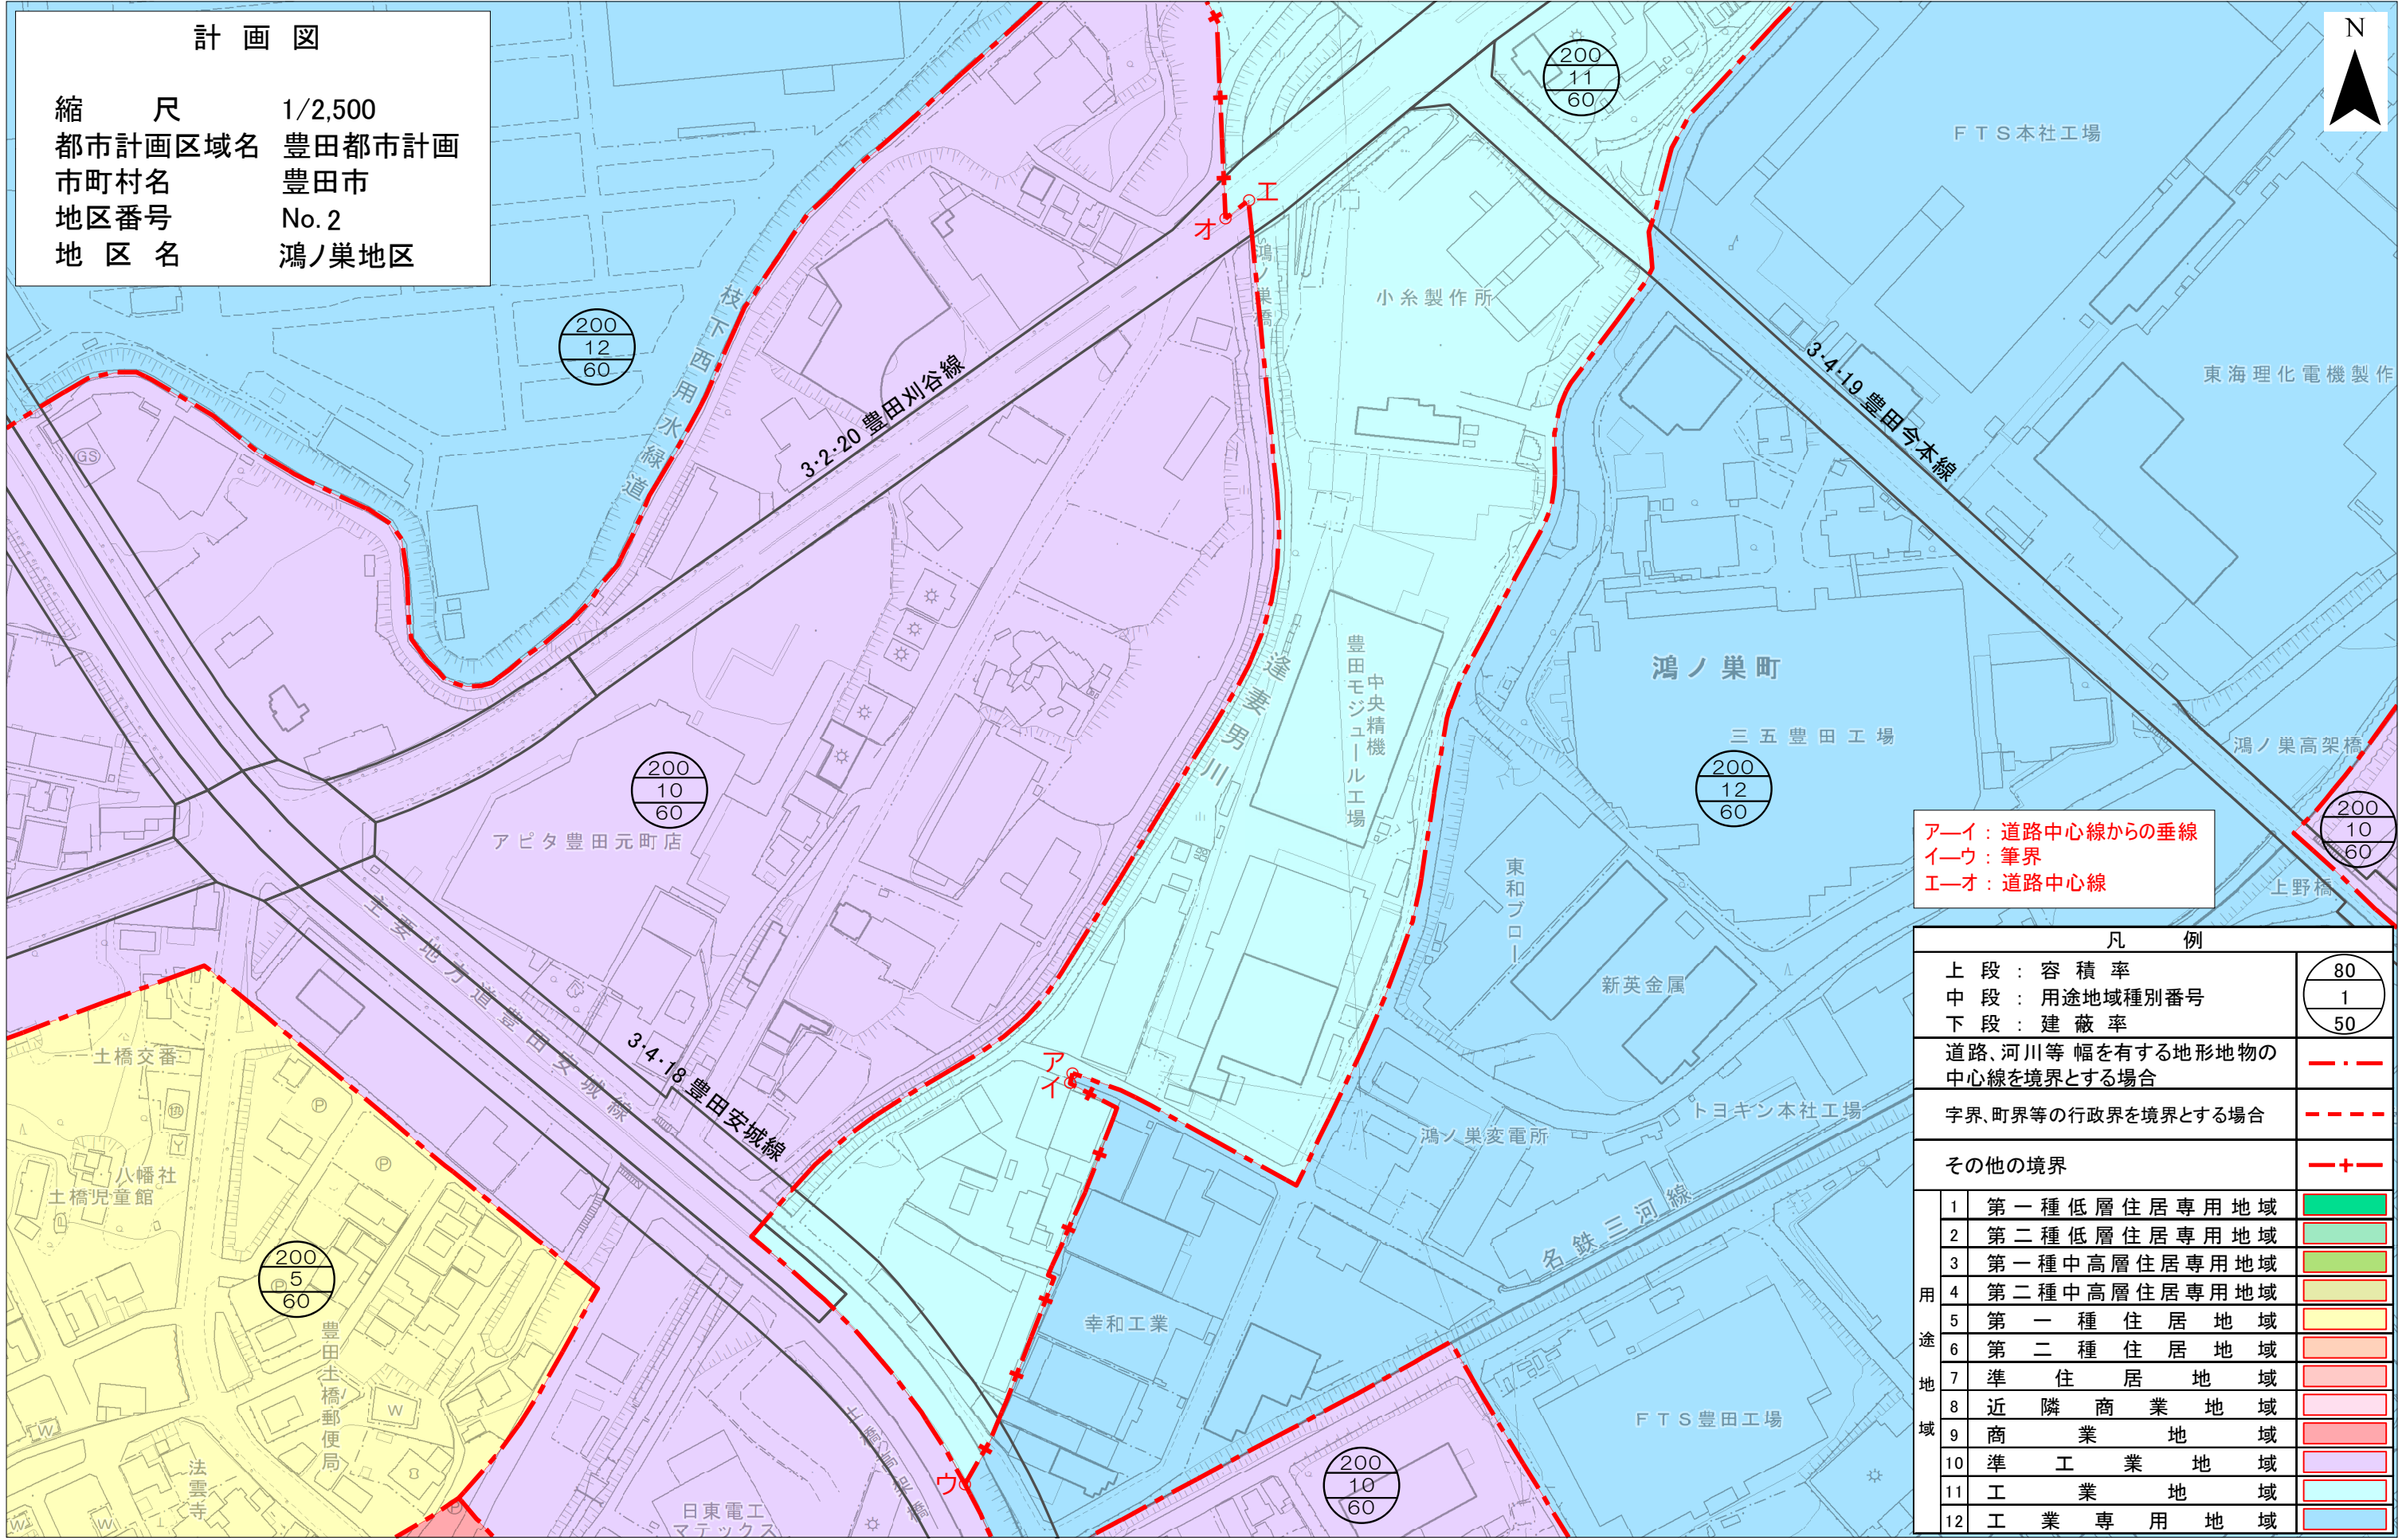 計画図
縮尺 1/2,500
都市計画区域名 豊田都市計画
市町村名 豊田市
地区番号 No.2
地区名 鴻ノ巣地区
N
200
11
60
FTS本社工場
エ
オ
鴻ノ巣橋
小糸製作所
枝下西用水緑道
200
12
60
3・2・20 豊田刈谷線
3・4・19 豊田今本線
東海理化電機製作
GS
逢妻男川
豊田モジュール工場
中央精機
鴻ノ巣町
三五豊田工場
鴻ノ巣高架橋
200
10
60
200
12
60
200
10
60
アピタ豊田元町店
東和ブロー
上野橋
ア―イ：道路中心線からの垂線
イ―ウ：筆界
エ―オ：道路中心線
主要地方道豊田安城線
新英金属
3・4・18 豊田安城線
土橋交番
ア
イ
トヨキン本社工場
鴻ノ巣変電所
八幡社
土橋児童館
名鉄三河線
200
5
60
幸和工業
豊田土橋郵便局
FTS豊田工場
土橋高架橋
ウ
200
10
60
法雲寺
日東電工
マテックス
凡例
上段：容積率
中段：用途地域種別番号
下段：建蔽率
80
1
50
道路、河川等 幅を有する地形地物の
中心線を境界とする場合
字界、町界等の行政界を境界とする場合
その他の境界
用途地域
1 第一種低層住居専用地域
2 第二種低層住居専用地域
3 第一種中高層住居専用地域
4 第二種中高層住居専用地域
5 第一種住居地域
6 第二種住居地域
7 準住居地域
8 近隣商業地域
9 商業地域
10 準工業地域
11 工業地域
12 工業専用地域